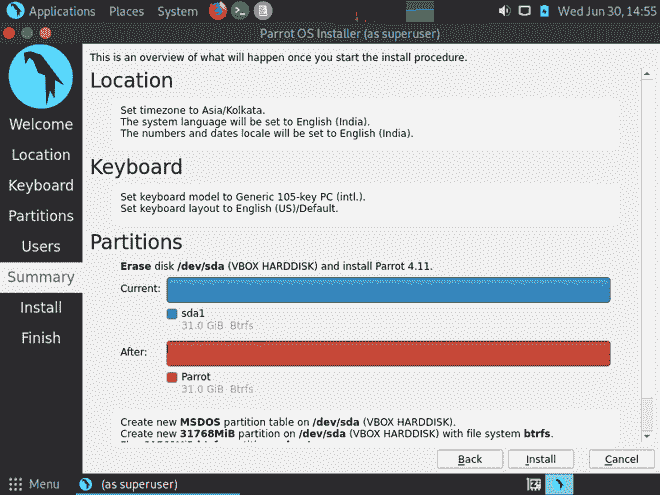 Applications Places System Wed Jun 30, 14:55
Parrot OS Installer (as superuser)
Welcome
Location
Keyboard
Partitions
Users
Summary
Install
Finish
This is an overview of what will happen once you start the install procedure.
Location
Set timezone to Asia/Kolkata.
The system language will be set to English (India).
The numbers and dates locale will be set to English (India).
Keyboard
Set keyboard model to Generic 105-key PC (intl.).
Set keyboard layout to English (US)/Default.
Partitions
Erase disk /dev/sda (VBOX HARDDISK) and install Parrot 4.11.
Current:
sda1
31.0 GiB Btrfs
After:
Parrot
31.0 GiB Btrfs
Create new MSDOS partition table on /dev/sda (VBOX HARDDISK).
Create new 31768MiB partition on /dev/sda (VBOX HARDDISK) with file system btrfs.
Back Install Cancel
Menu (as superuser)